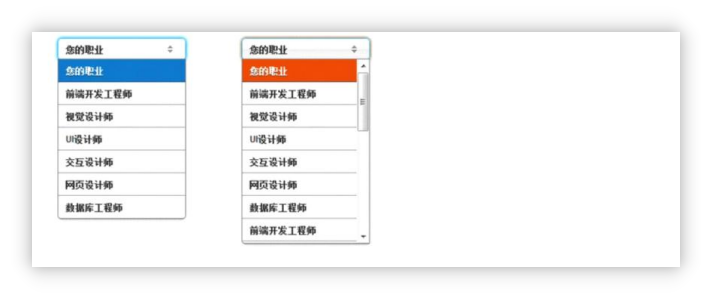 您的职业
您的职业
前端开发工程师
视觉设计师
UI设计师
交互设计师
网页设计师
数据库工程师
您的职业
您的职业
前端开发工程师
视觉设计师
UI设计师
交互设计师
网页设计师
数据库工程师
前端开发工程师